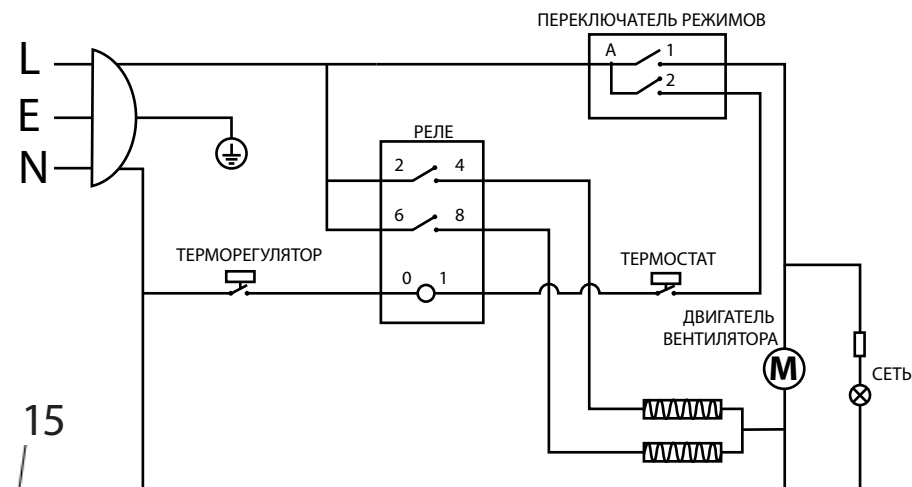 ПЕРЕКЛЮЧАТЕЛЬ РЕЖИМОВ
L
A
1
2
E
РЕЛЕ
N
2
4
6
8
ТЕРМОРЕГУЛЯТОР
ТЕРМОСТАТ
0
1
ДВИГАТЕЛЬ
ВЕНТИЛЯТОРА
M
СЕТЬ
15